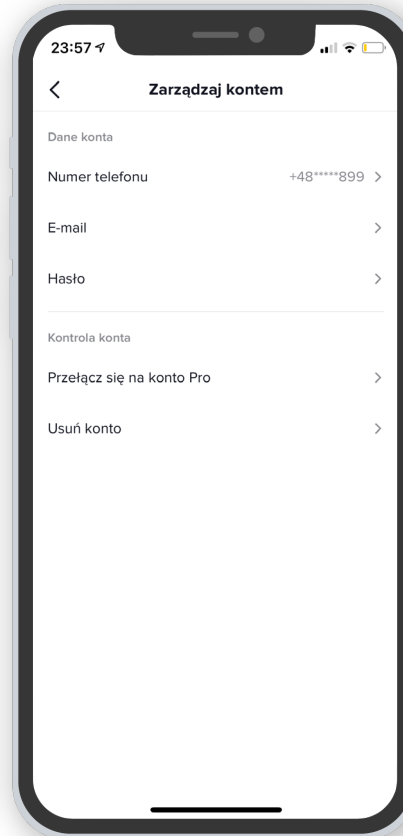 23:57
Zarządzaj kontem
Dane konta
Numer telefonu +48*****899
E-mail
Hasło
Kontrola konta
Przełącz się na konto Pro
Usuń konto